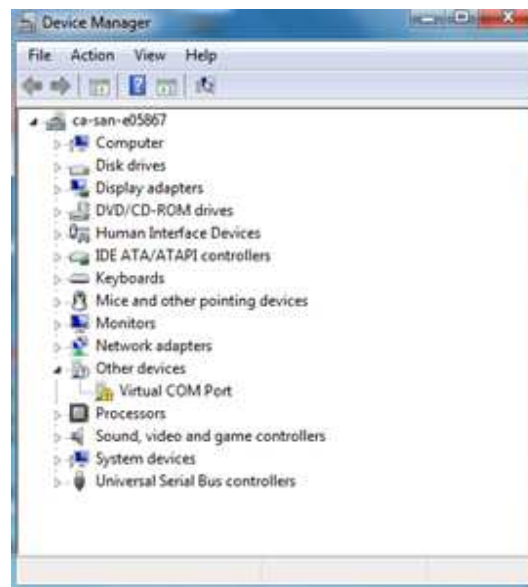 Device Manager
File Action View Help
ca-san-e05867
Computer
Disk drives
Display adapters
DVD/CD-ROM drives
Human Interface Devices
IDE ATA/ATAPI controllers
Keyboards
Mice and other pointing devices
Monitors
Network adapters
Other devices
Virtual COM Port
Processors
Sound, video and game controllers
System devices
Universal Serial Bus controllers